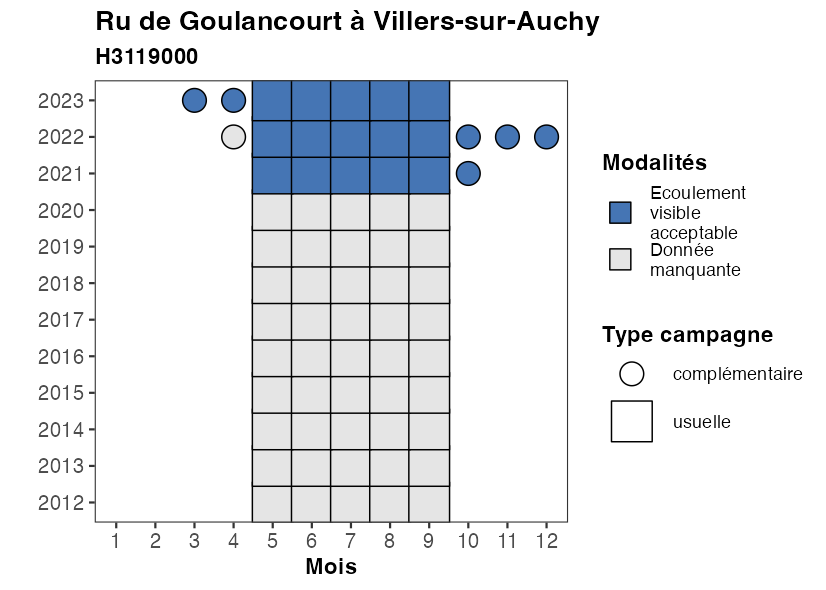 Ru de Goulancourt à Villers-sur-Auchy
H3119000
2023
2022
2021
2020
2019
2018
2017
2016
2015
2014
2013
2012
1 2 3 4 5 6 7 8 9 10 11 12
Mois
Modalités
Ecoulement
visible
acceptable
Donnée
manquante
Type campagne
complémentaire
usuelle